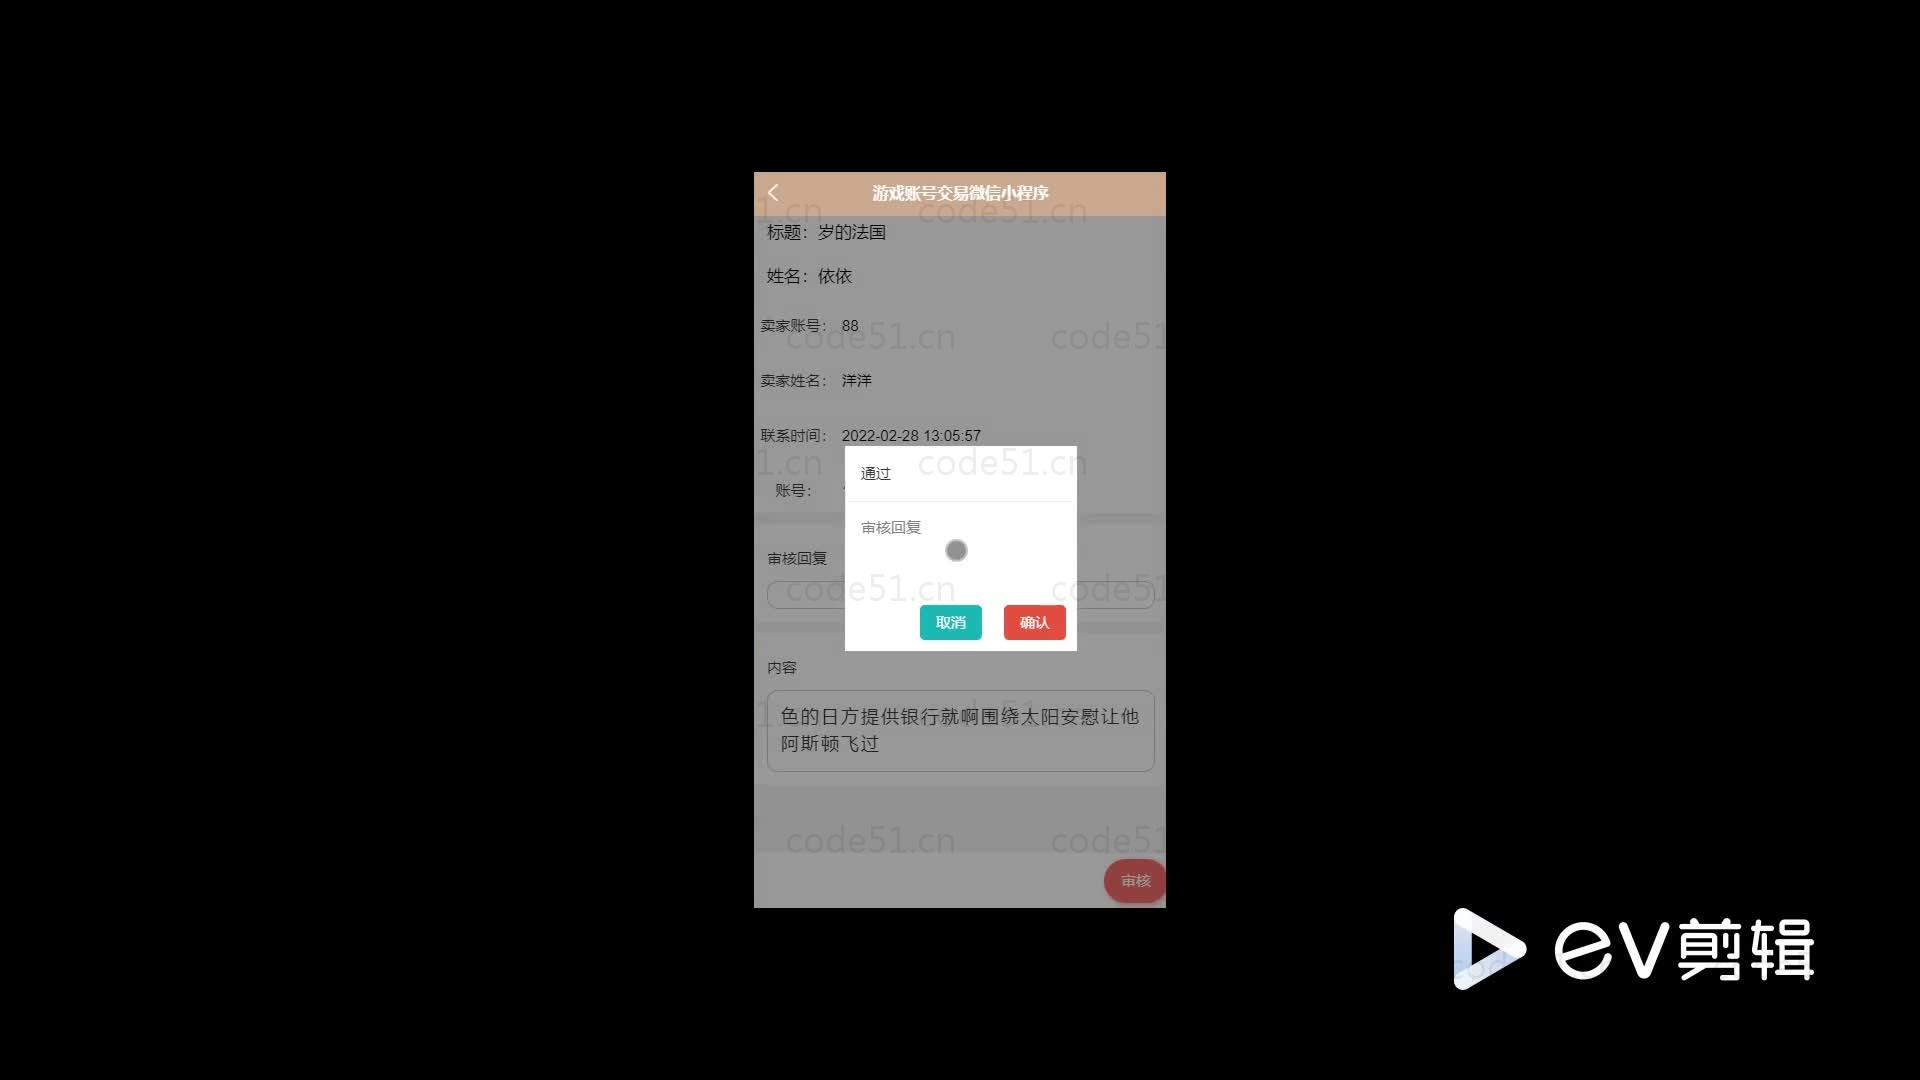 游戏账号交易微信小程序
标题：岁的法国
姓名：依依
卖家账号： 88
卖家姓名： 洋洋
联系时间： 2022-02-28 13:05:57
账号：
通过
审核回复
取消 确认
审核回复
内容
色的日方提供银行就啊围绕太阳安慰让他
阿斯顿飞过
审核
code51.cn
ev剪辑